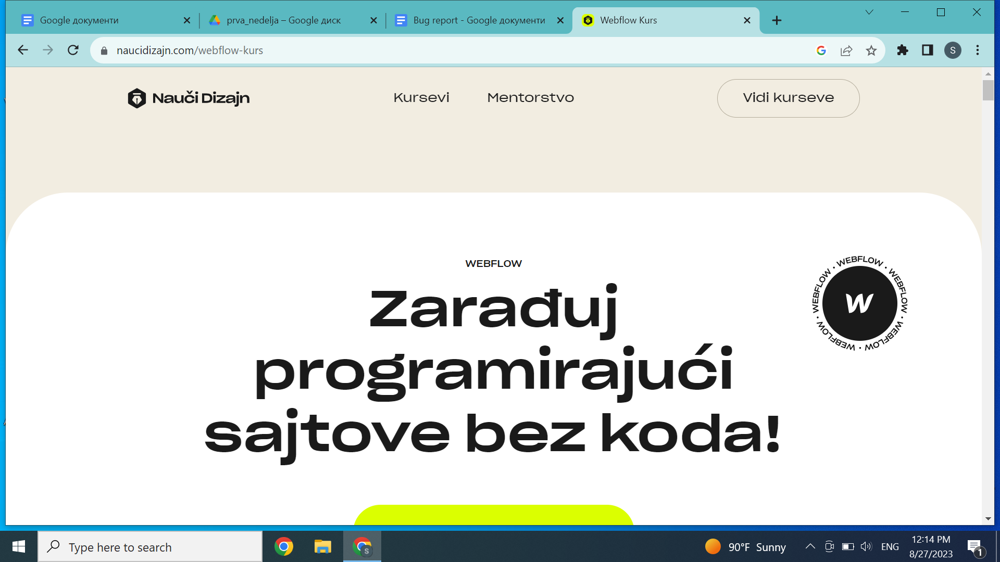 Google документи
prva_nedelja – Google диск
Bug report - Google документи
Webflow Kurs
naucidizajn.com/webflow-kurs
S
Nauči Dizajn
Kursevi
Mentorstvo
Vidi kurseve
WEBFLOW
WEBFLOW • WEBFLOW • WEBFLOW • WEBFLOW • WEBFLOW •
W
Zarađuj
programirajući
sajtove bez koda!
Type here to search
S
90°F Sunny
ENG
12:14 PM
8/27/2023
1